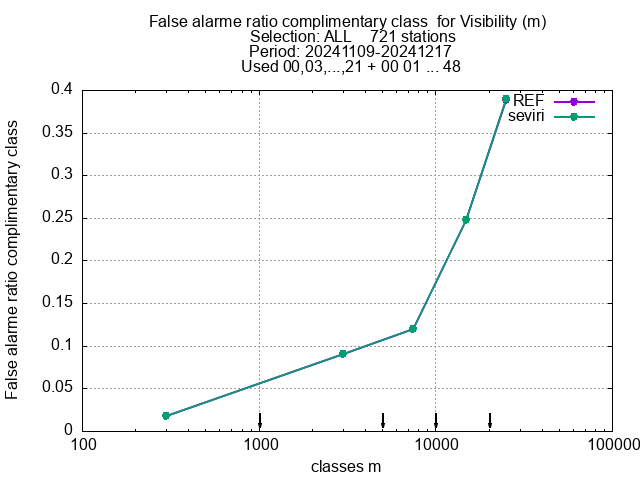 False alarme ratio complimentary class  for Visibility (m)
Selection: ALL    721 stations
Period: 20241109-20241217
Used 00,03,...,21 + 00 01 ... 48
REF
seviri
False alarme ratio complimentary class
0.4
0.35
0.3
0.25
0.2
0.15
0.1
0.05
0
100
1000
10000
100000
classes m